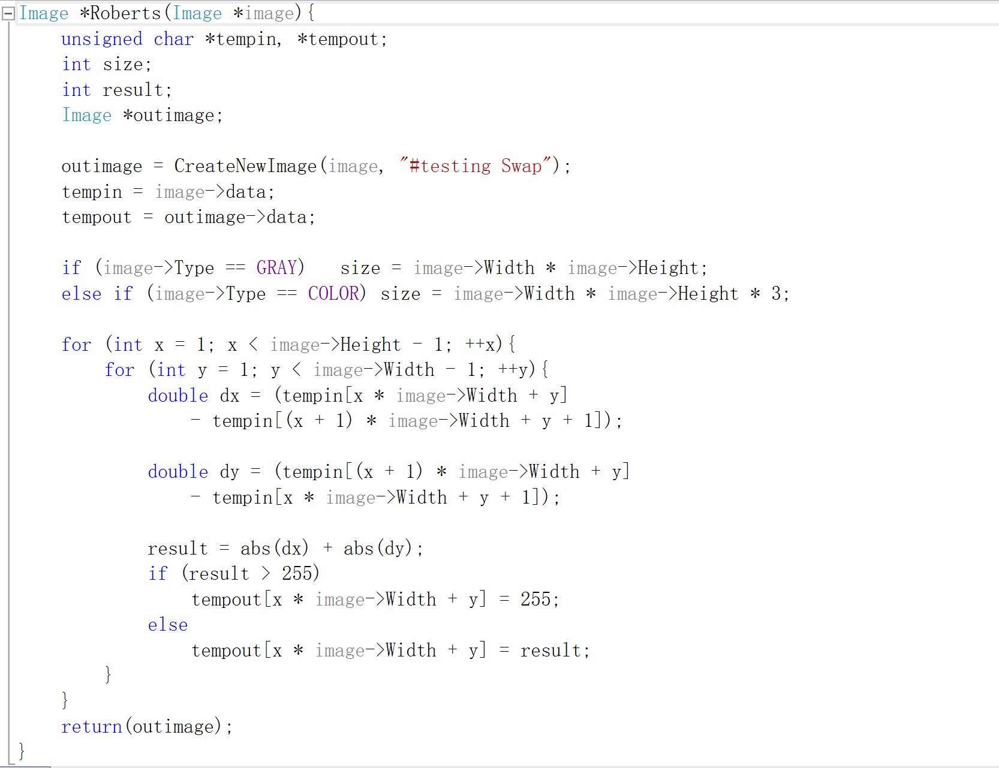 Image *Roberts(Image *image){
unsigned char *tempin, *tempout;
int size;
int result;
Image *outimage;
outimage = CreateNewImage(image, "#testing Swap");
tempin = image->data;
tempout = outimage->data;
if (image->Type == GRAY)   size = image->Width * image->Height;
else if (image->Type == COLOR) size = image->Width * image->Height * 3;
for (int x = 1; x < image->Height - 1; ++x){
for (int y = 1; y < image->Width - 1; ++y){
double dx = (tempin[x * image->Width + y]
- tempin[(x + 1) * image->Width + y + 1]);
double dy = (tempin[(x + 1) * image->Width + y]
- tempin[x * image->Width + y + 1]);
result = abs(dx) + abs(dy);
if (result > 255)
tempout[x * image->Width + y] = 255;
else
tempout[x * image->Width + y] = result;
}
}
return(outimage);
}